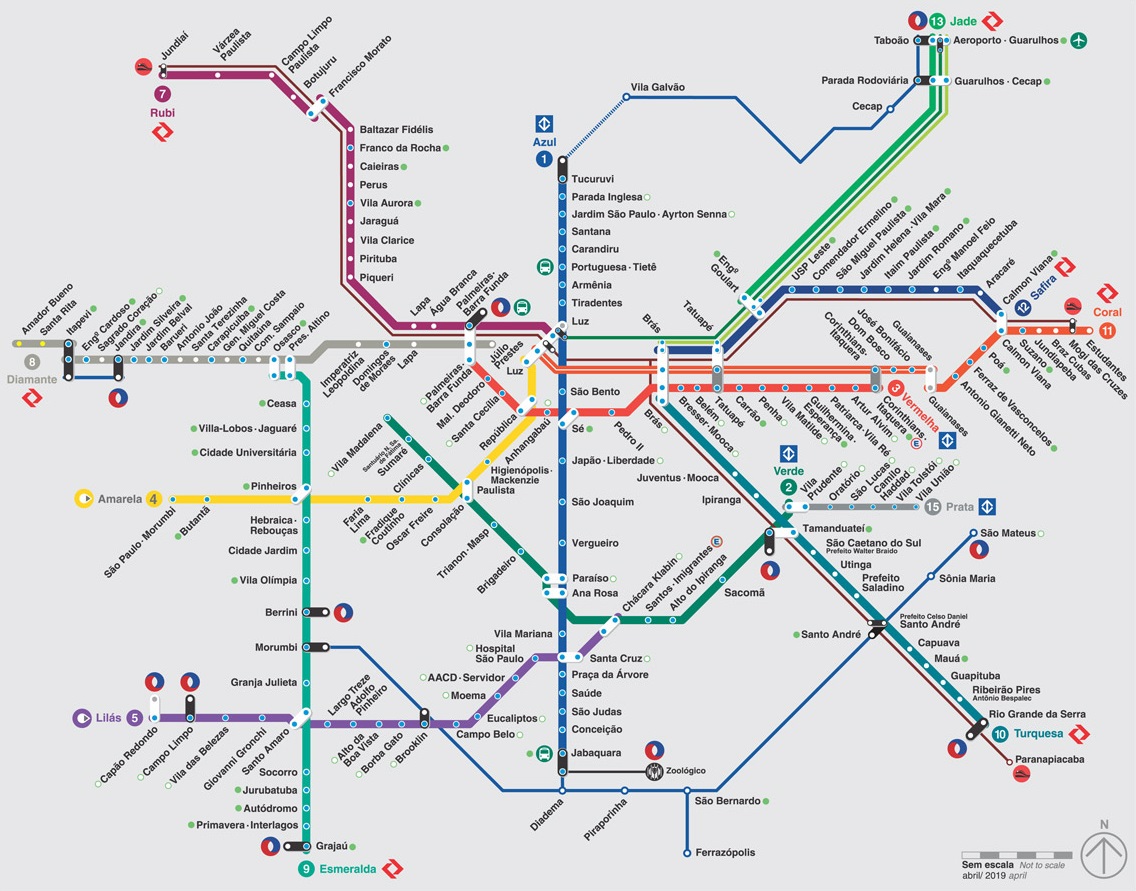 Jundiaí
Várzea
Paulista
Campo Limpo
Paulista
Botujuru
Francisco Morato
7
Rubi
Baltazar Fidélis
Franco da Rocha
Caieiras
Perus
Vila Aurora
Jaraguá
Vila Clarice
Pirituba
Piqueri
Vila Galvão
Azul
1
Tucuruvi
Parada Inglesa
Jardim São Paulo · Ayrton Senna
Santana
Carandiru
Portuguesa · Tietê
Armênia
Tiradentes
Luz
13 Jade
Taboão
Aeroporto · Guarulhos
Parada Rodoviária
Guarulhos · Cecap
Cecap
Engº
Goulart
USP Leste
Comendador Ermelino
São Miguel Paulista
Jardim Helena · Vila Mara
Itaim Paulista
Jardim Romano
Engº Manoel Feio
Itaquaquecetuba
Aracaré
Calmon Viana
12 Safira
Coral
11
Amador Bueno
Santa Rita
Itapevi
Engº Cardoso
Sagrado Coração
Jandira
Jardim Silveira
Jardim Belval
Barueri
Antonio João
Santa Terezinha
Carapicuíba
Gen. Miguel Costa
Quitaúna
Com. Sampaio
Osasco
Pres. Altino
8
Diamante
Imperatriz
Leopoldina
Domingos
de Moraes
Lapa
Lapa
Água Branca
Palmeiras-
Barra Funda
Júlio
Prestes
Luz
Palmeiras-
Barra Funda
Mal. Deodoro
Santa Cecília
República
Anhangabaú
São Bento
Sé
Pedro II
Brás
Tatuapé
Brás
Bresser-Mooca
Belém
Tatuapé
Carrão
Penha
Vila Matilde
Guilhermina-
Esperança
Patriarca · Vila Ré
Artur Alvim
Corinthians-
Itaquera
E
Corinthians-
Itaquera
Dom Bosco
José Bonifácio
Guaianases
3 Vermelha
Guaianases
Antonio Gianetti Neto
Ferraz de Vasconcelos
Poá
Calmon Viana
Suzano
Jundiapeba
Braz Cubas
Mogi das Cruzes
Estudantes
Ceasa
Villa-Lobos · Jaguaré
Cidade Universitária
Pinheiros
Hebraica -
Rebouças
Cidade Jardim
Vila Olímpia
Berrini
Morumbi
Granja Julieta
Santo Amaro
Socorro
Jurubatuba
Autódromo
Primavera · Interlagos
Grajaú
9 Esmeralda
Amarela 4
São Paulo · Morumbi
Butantã
Faria
Lima
Fradique
Coutinho
Oscar Freire
Higienópolis-
Mackenzie
Paulista
Vila Madalena
Santuário N. Sa.
de Fátima
Sumaré
Clínicas
Consolação
Trianon · Masp
Brigadeiro
Japão · Liberdade
São Joaquim
Vergueiro
Paraíso
Ana Rosa
Vila Mariana
Santa Cruz
Praça da Árvore
Saúde
São Judas
Conceição
Jabaquara
Zoológico
Chácara Klabin
Santos · Imigrantes
E
Alto do Ipiranga
Sacomã
Verde
2
Vila
Prudente
Oratório
São Lucas
Camilo
Haddad
Vila Tolstói
Vila União
15 Prata
Juventus · Mooca
Ipiranga
Tamanduateí
São Caetano do Sul
Prefeito Walter Braido
Utinga
Prefeito
Saladino
Prefeito Celso Daniel
Santo André
Santo André
Capuava
Mauá
Guapituba
Ribeirão Pires
Antônio Bespalec
Rio Grande da Serra
10 Turquesa
Paranapiacaba
São Mateus
Sônia Maria
Lilás 5
Capão Redondo
Campo Limpo
Vila das Belezas
Giovanni Gronchi
Largo Treze
Adolfo
Pinheiro
Alto da
Boa Vista
Borba Gato
Brooklin
Campo Belo
Eucaliptos
Moema
AACD · Servidor
Hospital
São Paulo
Diadema
Piraporinha
São Bernardo
Ferrazópolis
N
Sem escala Not to scale
abril/ 2019 april